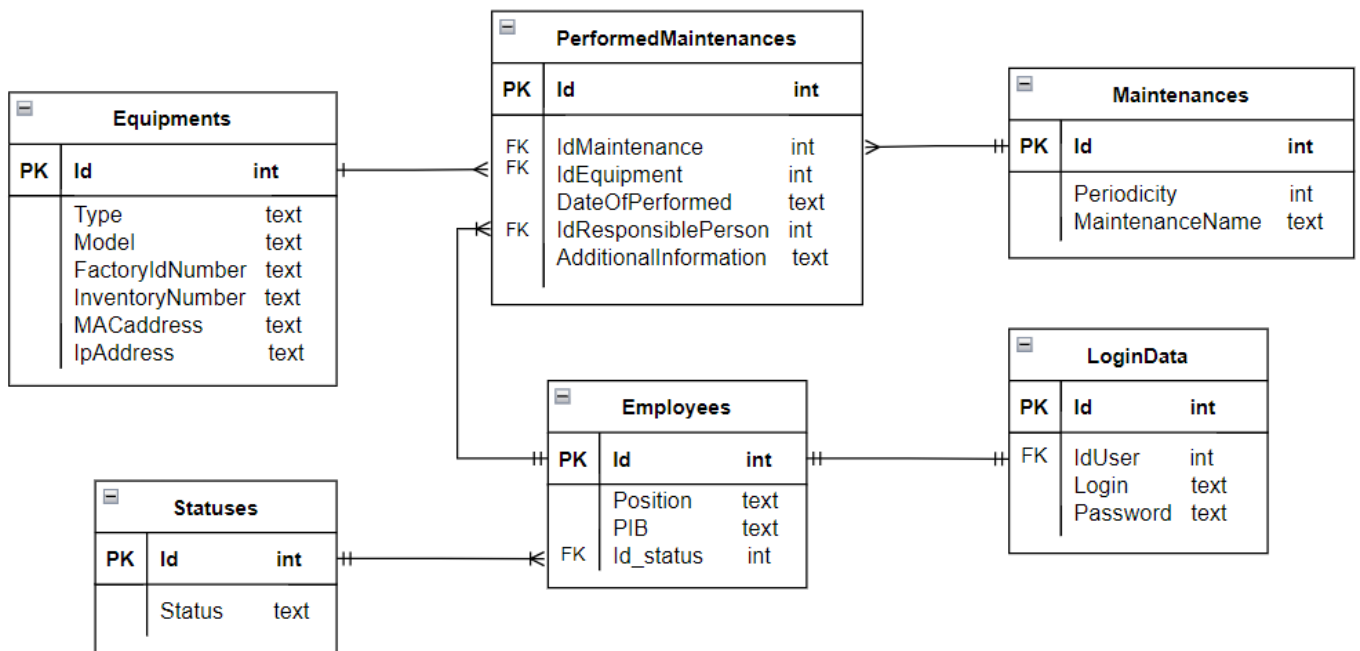 PerformedMaintenances
PK Id int
FK IdMaintenance int
FK IdEquipment int
DateOfPerformed text
FK IdResponsiblePerson int
AdditionalInformation text
Equipments
PK Id int
Type text
Model text
FactoryIdNumber text
InventoryNumber text
MACaddress text
IpAddress text
Maintenances
PK Id int
Periodicity int
MaintenanceName text
LoginData
PK Id int
FK IdUser int
Login text
Password text
Employees
PK Id int
Position text
PIB text
FK Id_status int
Statuses
PK Id int
Status text